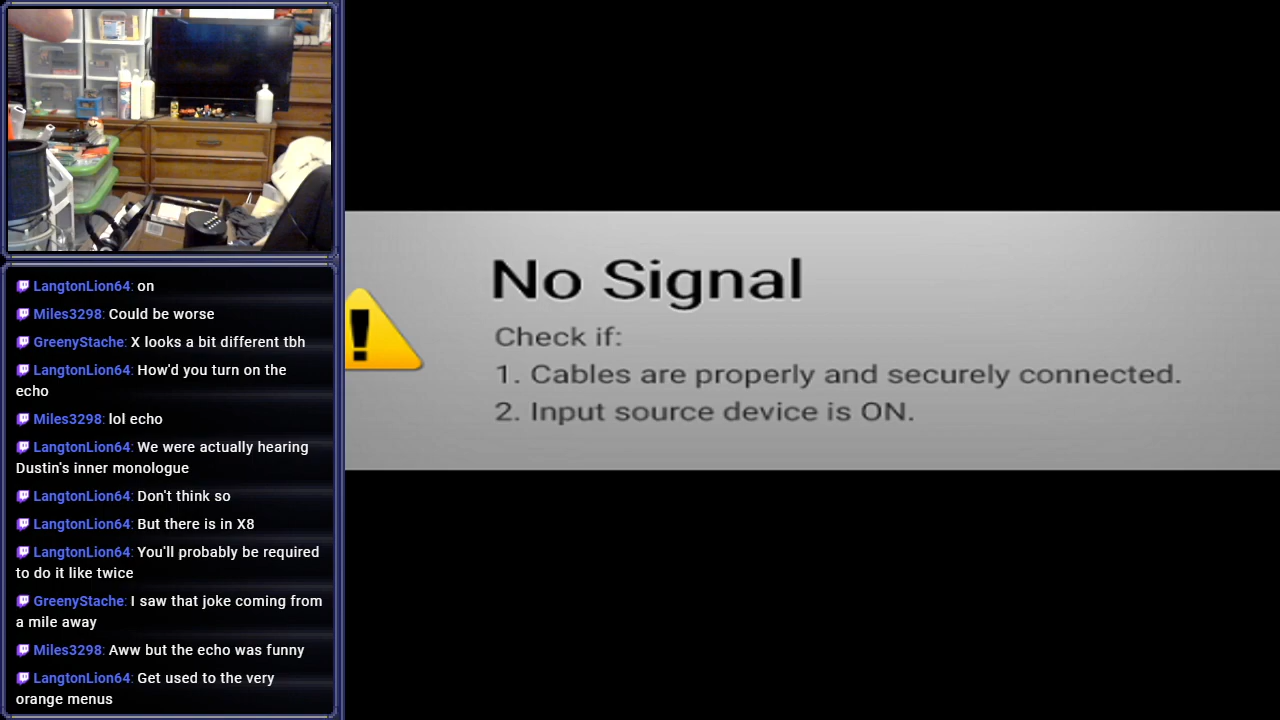 LangtonLion64: on
Miles3298: Could be worse
GreenyStache: X looks a bit different tbh
LangtonLion64: How'd you turn on the
echo
Miles3298: lol echo
LangtonLion64: We were actually hearing
Dustin's inner monologue
LangtonLion64: Don't think so
LangtonLion64: But there is in X8
LangtonLion64: You'll probably be required
to do it like twice
GreenyStache: I saw that joke coming from
a mile away
Miles3298: Aww but the echo was funny
LangtonLion64: Get used to the very
orange menus
No Signal
Check if:
1. Cables are properly and securely connected.
2. Input source device is ON.